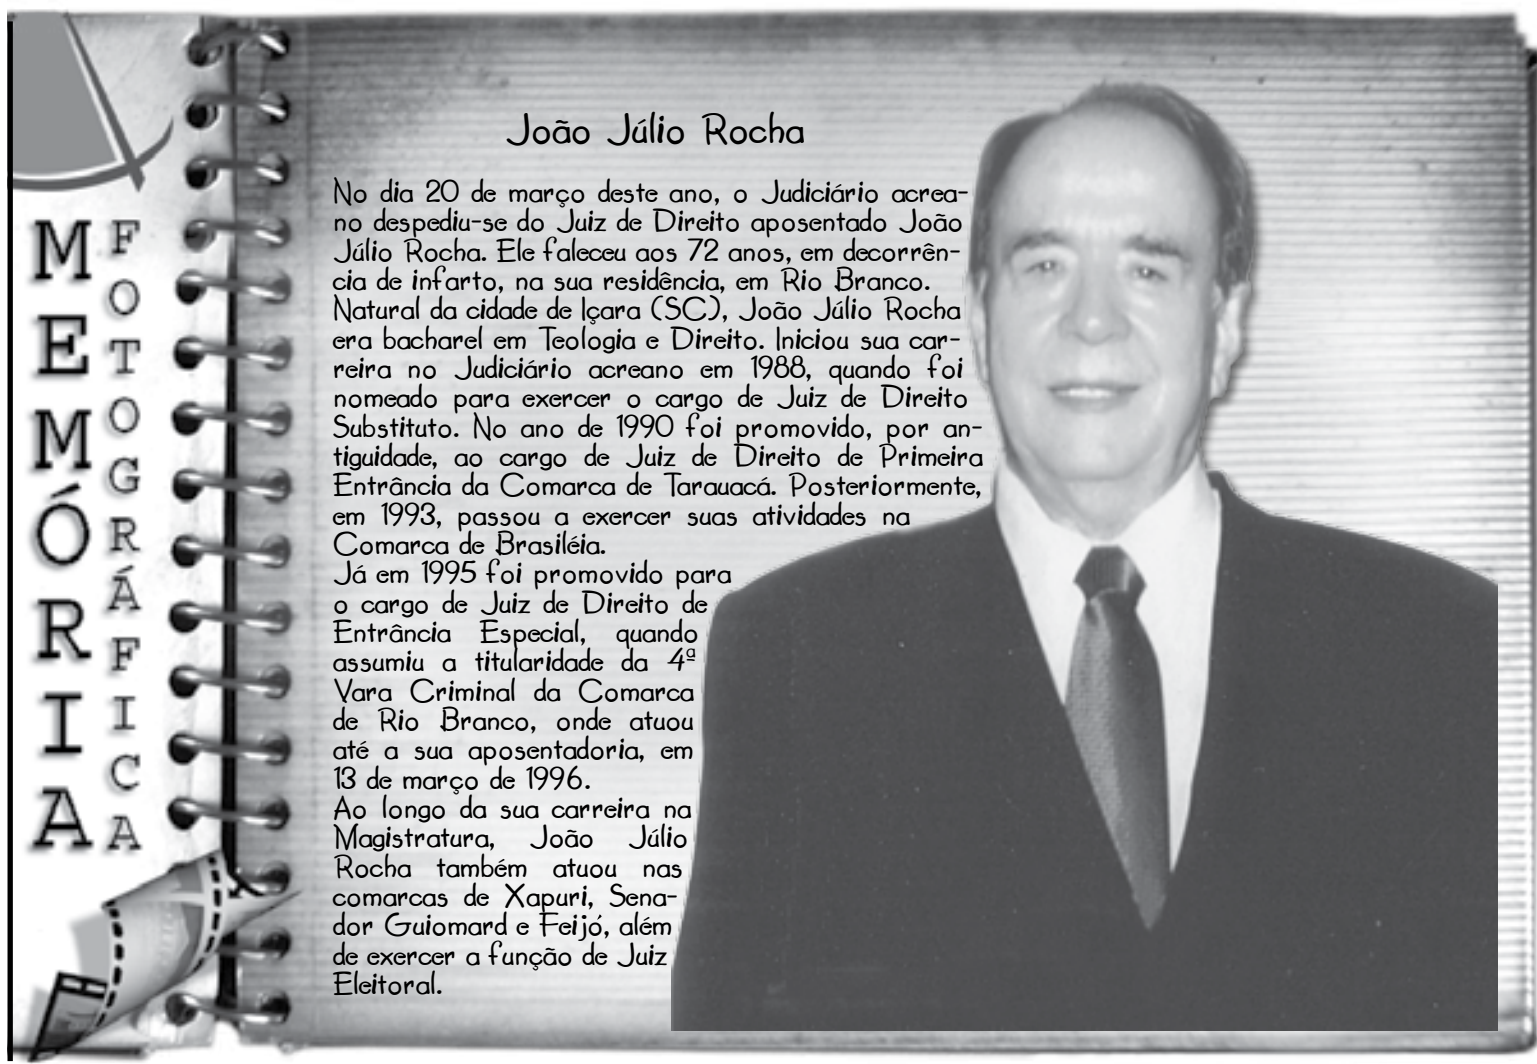 MEMÓRIA
FOTOGRÁFICA
João Júlio Rocha
No dia 20 de março deste ano, o Judiciário acrea-
no despediu-se do Juiz de Direito aposentado João
Júlio Rocha. Ele faleceu aos 72 anos, em decorrên-
cia de infarto, na sua residência, em Rio Branco.
Natural da cidade de Içara (SC), João Júlio Rocha
era bacharel em Teologia e Direito. Iniciou sua car-
reira no Judiciário acreano em 1988, quando foi
nomeado para exercer o cargo de Juiz de Direito
Substituto. No ano de 1990 foi promovido, por an-
tiguidade, ao cargo de Juiz de Direito de Primeira
Entrância da Comarca de Tarauacá. Posteriormente,
em 1993, passou a exercer suas atividades na
Comarca de Brasiléia.
Já em 1995 foi promovido para
o cargo de Juiz de Direito de
Entrância Especial, quando
assumiu a titularidade da 4ª
Vara Criminal da Comarca
de Rio Branco, onde atuou
até a sua aposentadoria, em
13 de março de 1996.
Ao longo da sua carreira na
Magistratura, João Júlio
Rocha também atuou nas
comarcas de Xapuri, Sena-
dor Guiomard e Feijó, além
de exercer a função de Juiz
Eleitoral.